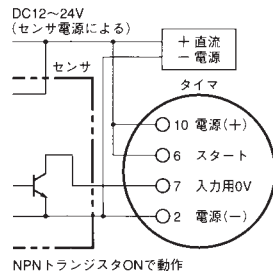 DC12～24V
(センサ電源による)
＋直流
－電源
センサ
タイマ
10 電源(＋)
6 スタート
7 入力用0V
2 電源(－)
NPNトランジスタONで動作